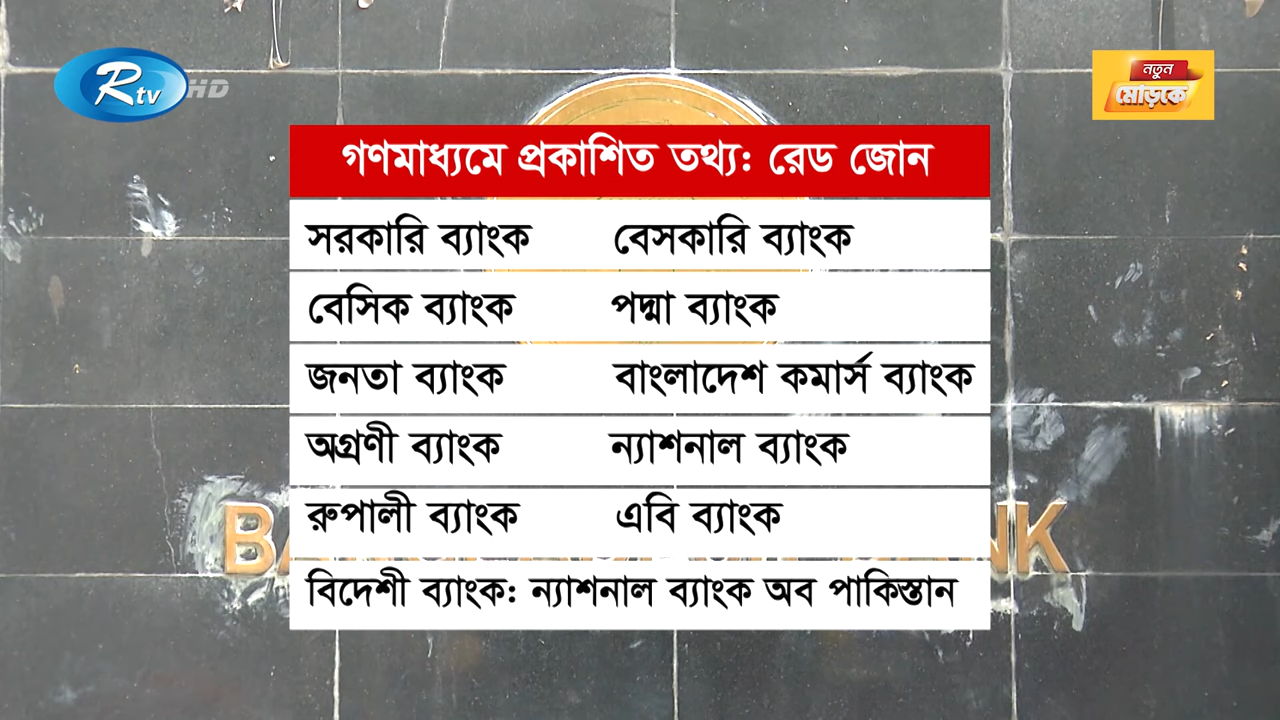 Rtv HD
নতুন
মোড়কে
গণমাধ্যমে প্রকাশিত তথ্য: রেড জোন
সরকারি ব্যাংক বেসকারি ব্যাংক
বেসিক ব্যাংক পদ্মা ব্যাংক
জনতা ব্যাংক বাংলাদেশ কমার্স ব্যাংক
অগ্রণী ব্যাংক ন্যাশনাল ব্যাংক
রুপালী ব্যাংক এবি ব্যাংক
বিদেশী ব্যাংক: ন্যাশনাল ব্যাংক অব পাকিস্তান